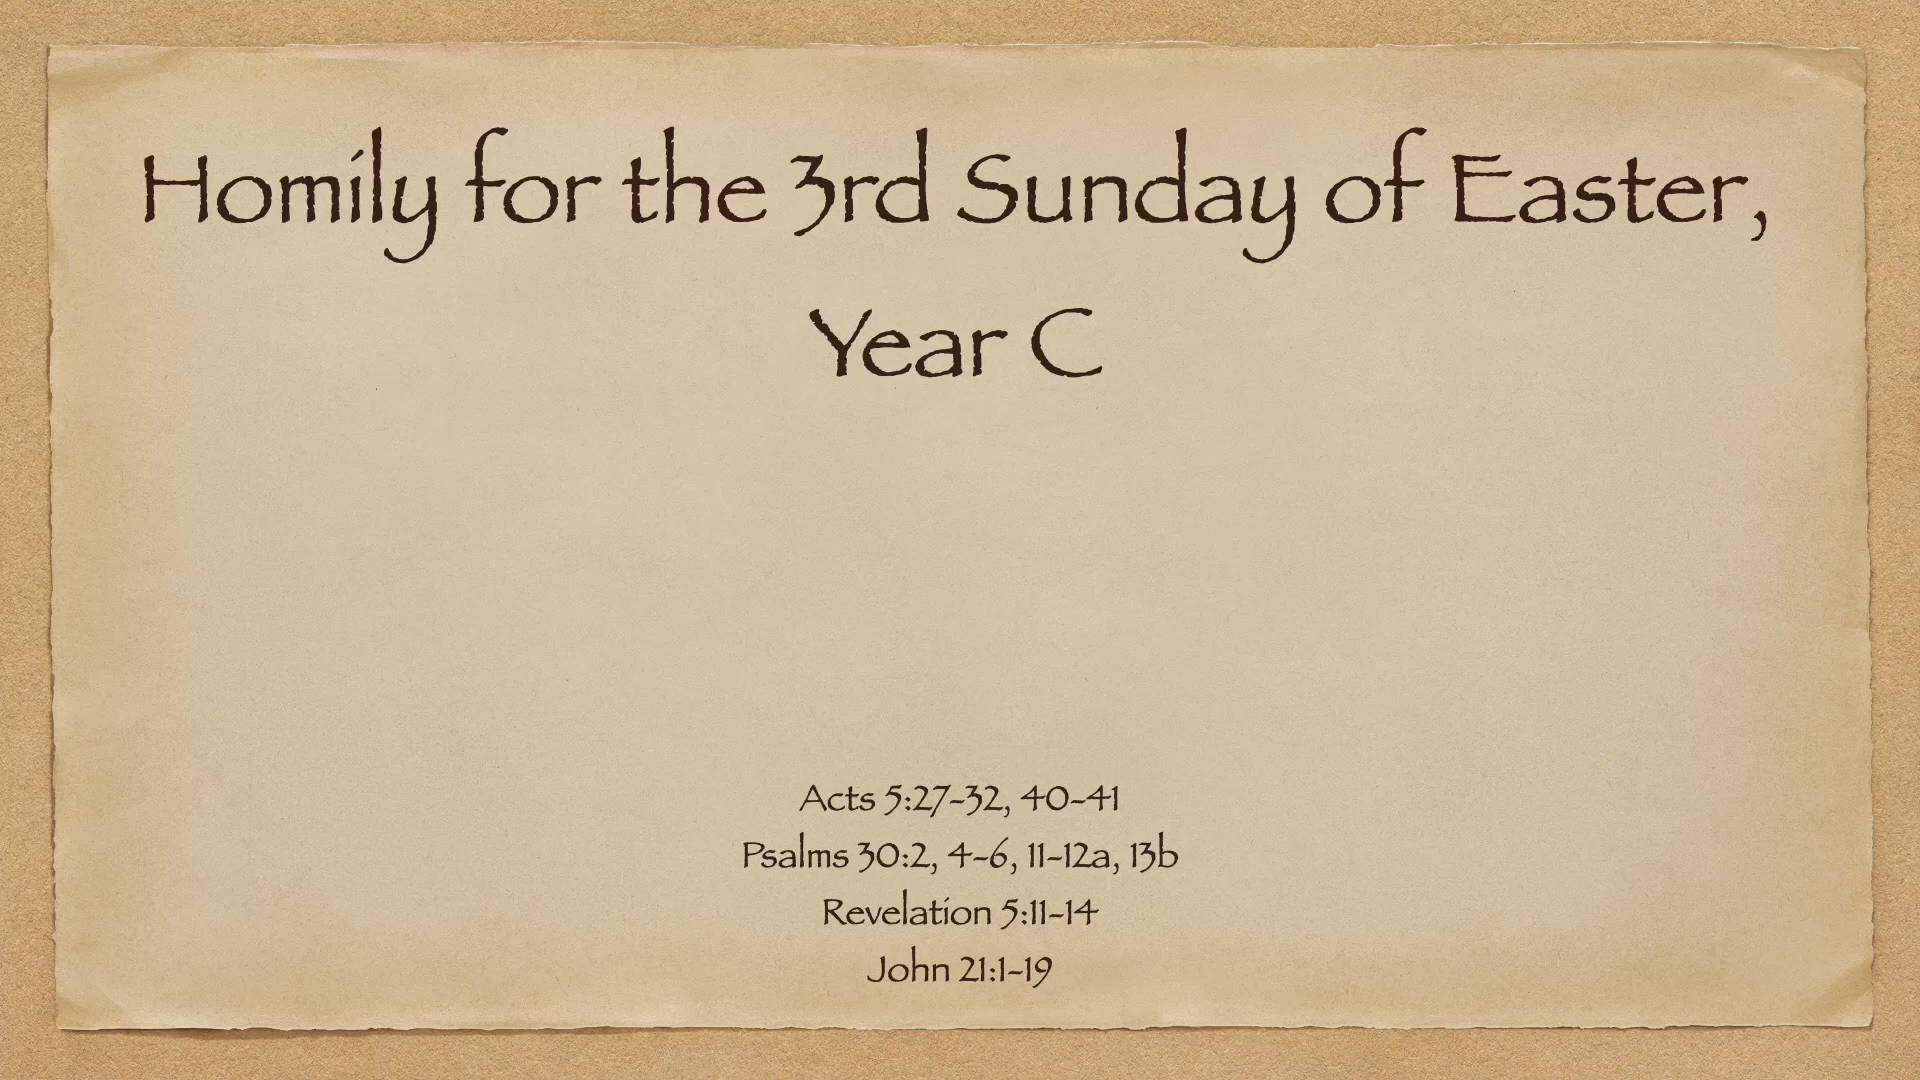 Homily for the 3rd Sunday of Easter,
Year C
Acts 5:27-32, 40-41
Psalms 30:2, 4-6, 11-12a, 13b
Revelation 5:11-14
John 21:1-19